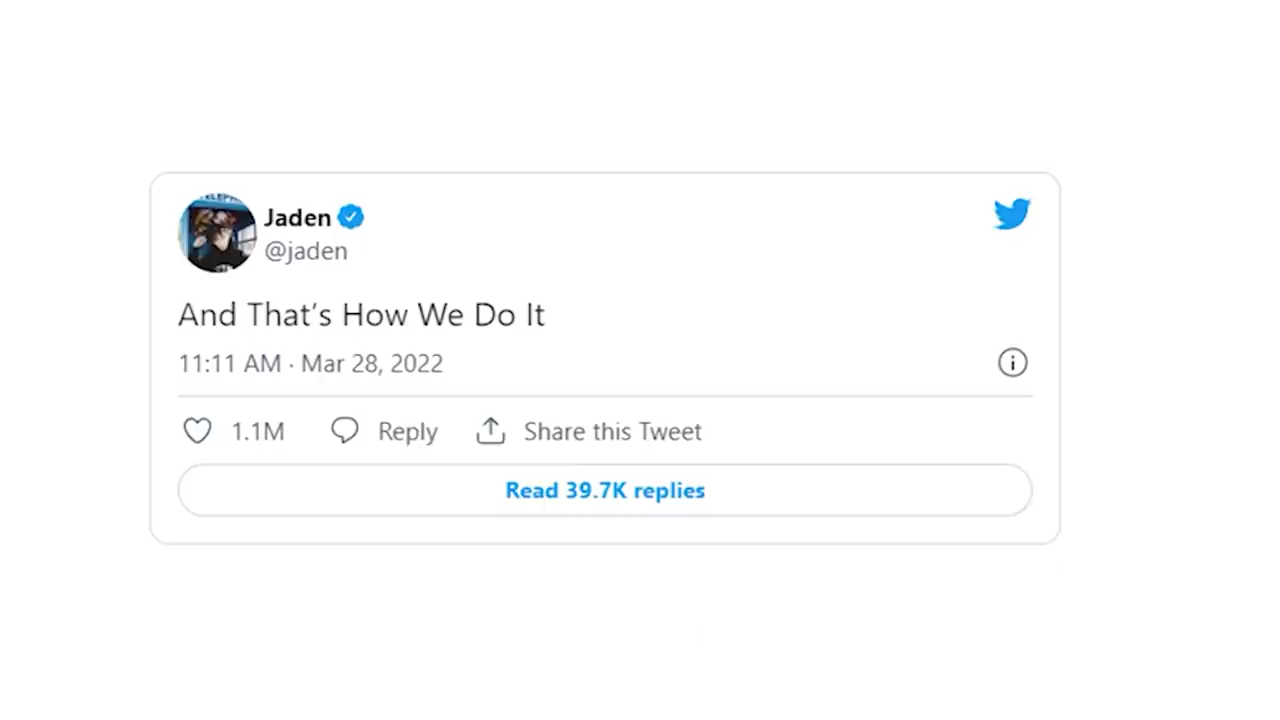 Jaden
@jaden
And That's How We Do It
11:11 AM · Mar 28, 2022
1.1M Reply Share this Tweet
Read 39.7K replies